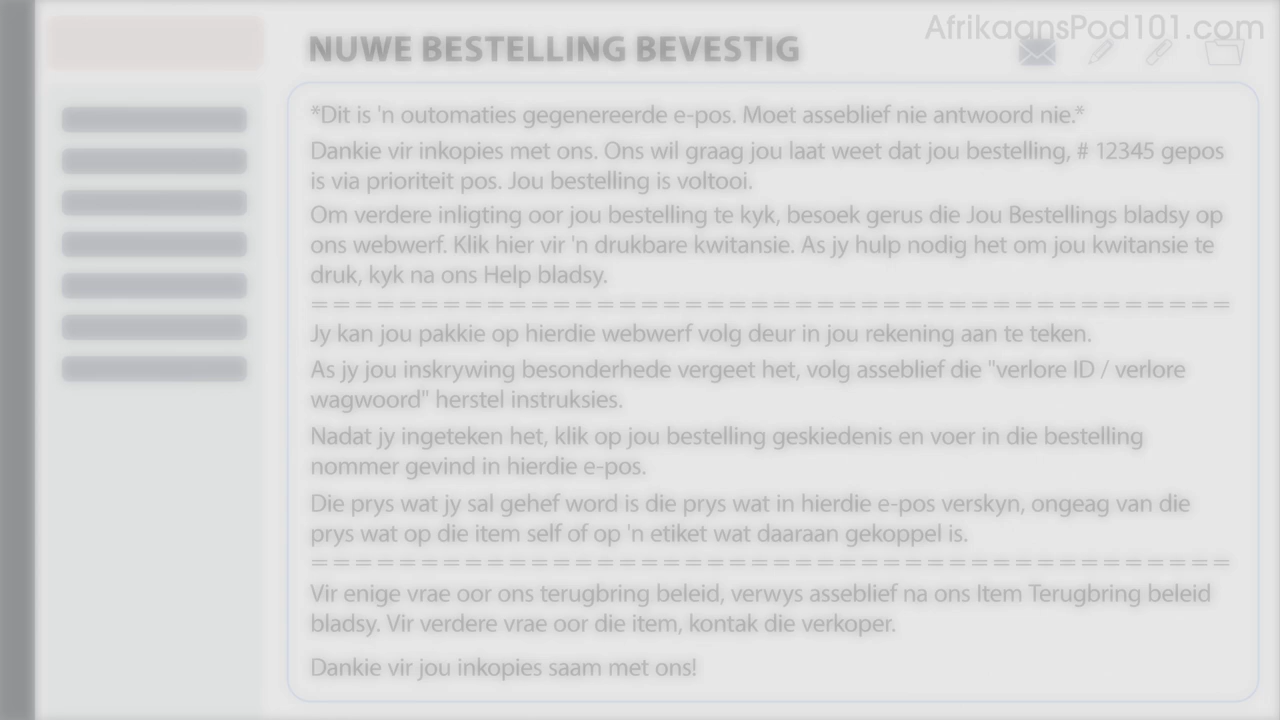 AfrikaansPod101.com
NUWE BESTELLING BEVESTIG
*Dit is 'n outomaties gegenereerde e-pos. Moet asseblief nie antwoord nie.*
Dankie vir inkopies met ons. Ons wil graag jou laat weet dat jou bestelling, # 12345 gepos
is via prioriteit pos. Jou bestelling is voltooi.
Om verdere inligting oor jou bestelling te kyk, besoek gerus die Jou Bestellings bladsy op
ons webwerf. Klik hier vir 'n drukbare kwitansie. As jy hulp nodig het om jou kwitansie te
druk, kyk na ons Help bladsy.
==========================================
Jy kan jou pakkie op hierdie webwerf volg deur in jou rekening aan te teken.
As jy jou inskrywing besonderhede vergeet het, volg asseblief die "verlore ID / verlore
wagwoord" herstel instruksies.
Nadat jy ingeteken het, klik op jou bestelling geskiedenis en voer in die bestelling
nommer gevind in hierdie e-pos.
Die prys wat jy sal gehef word is die prys wat in hierdie e-pos verskyn, ongeag van die
prys wat op die item self of op 'n etiket wat daaraan gekoppel is.
==========================================
Vir enige vrae oor ons terugbring beleid, verwys asseblief na ons Item Terugbring beleid
bladsy. Vir verdere vrae oor die item, kontak die verkoper.
Dankie vir jou inkopies saam met ons!